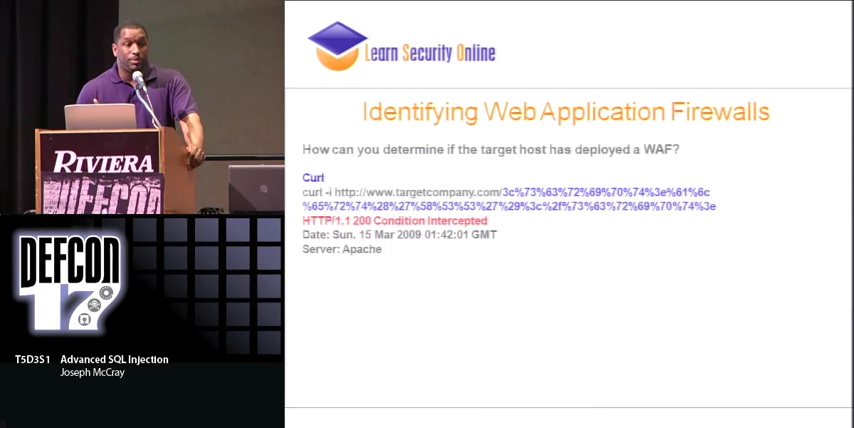 RIVIERA
DEFCON
DEFCON
17
T5D3S1 Advanced SQL Injection
Joseph McCray
Learn Security Online
Identifying Web Application Firewalls
How can you determine if the target host has deployed a WAF?
Curl
curl -i http://www.targetcompany.com/3c%73%63%72%69%70%74%3e%61%6c
%65%72%74%28%27%58%53%53%27%29%3c%2f%73%63%72%69%70%74%3e
HTTP/1.1 200 Condition Intercepted
Date: Sun, 15 Mar 2009 01:42:01 GMT
Server: Apache